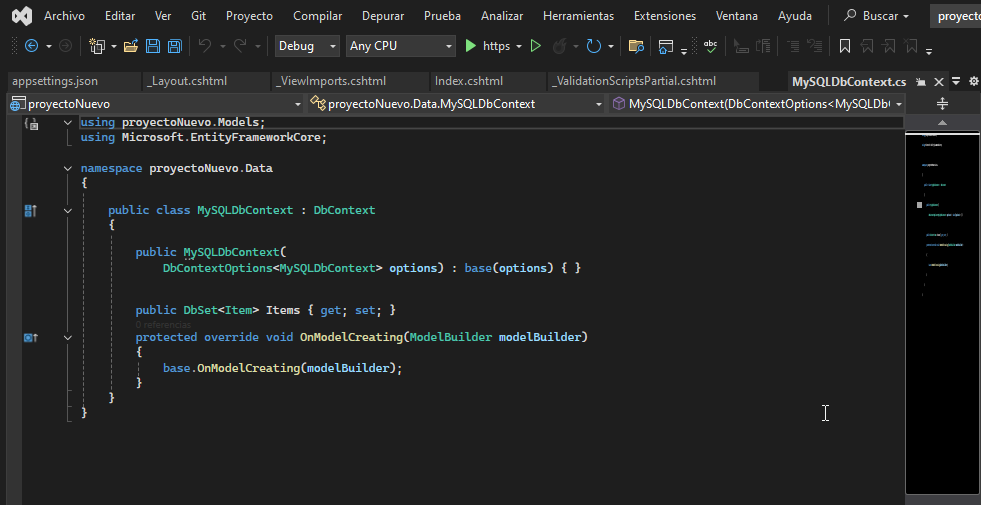 Archivo Editar Ver Git Proyecto Compilar Depurar Prueba Analizar Herramientas Extensiones Ventana Ayuda Buscar proyecto
Debug Any CPU https abc
appsettings.json _Layout.cshtml _ViewImports.cshtml Index.cshtml _ValidationScriptsPartial.cshtml MySQLDbContext.cs
proyectoNuevo proyectoNuevo.Data.MySQLDbContext MySQLDbContext(DbContextOptions<MySQLDb
using proyectoNuevo.Models;
using Microsoft.EntityFrameworkCore;
namespace proyectoNuevo.Data
{
public class MySQLDbContext : DbContext
{
public MySQLDbContext(
DbContextOptions<MySQLDbContext> options) : base(options) { }
public DbSet<Item> Items { get; set; }
0 referencias
protected override void OnModelCreating(ModelBuilder modelBuilder)
{
base.OnModelCreating(modelBuilder);
}
}
}